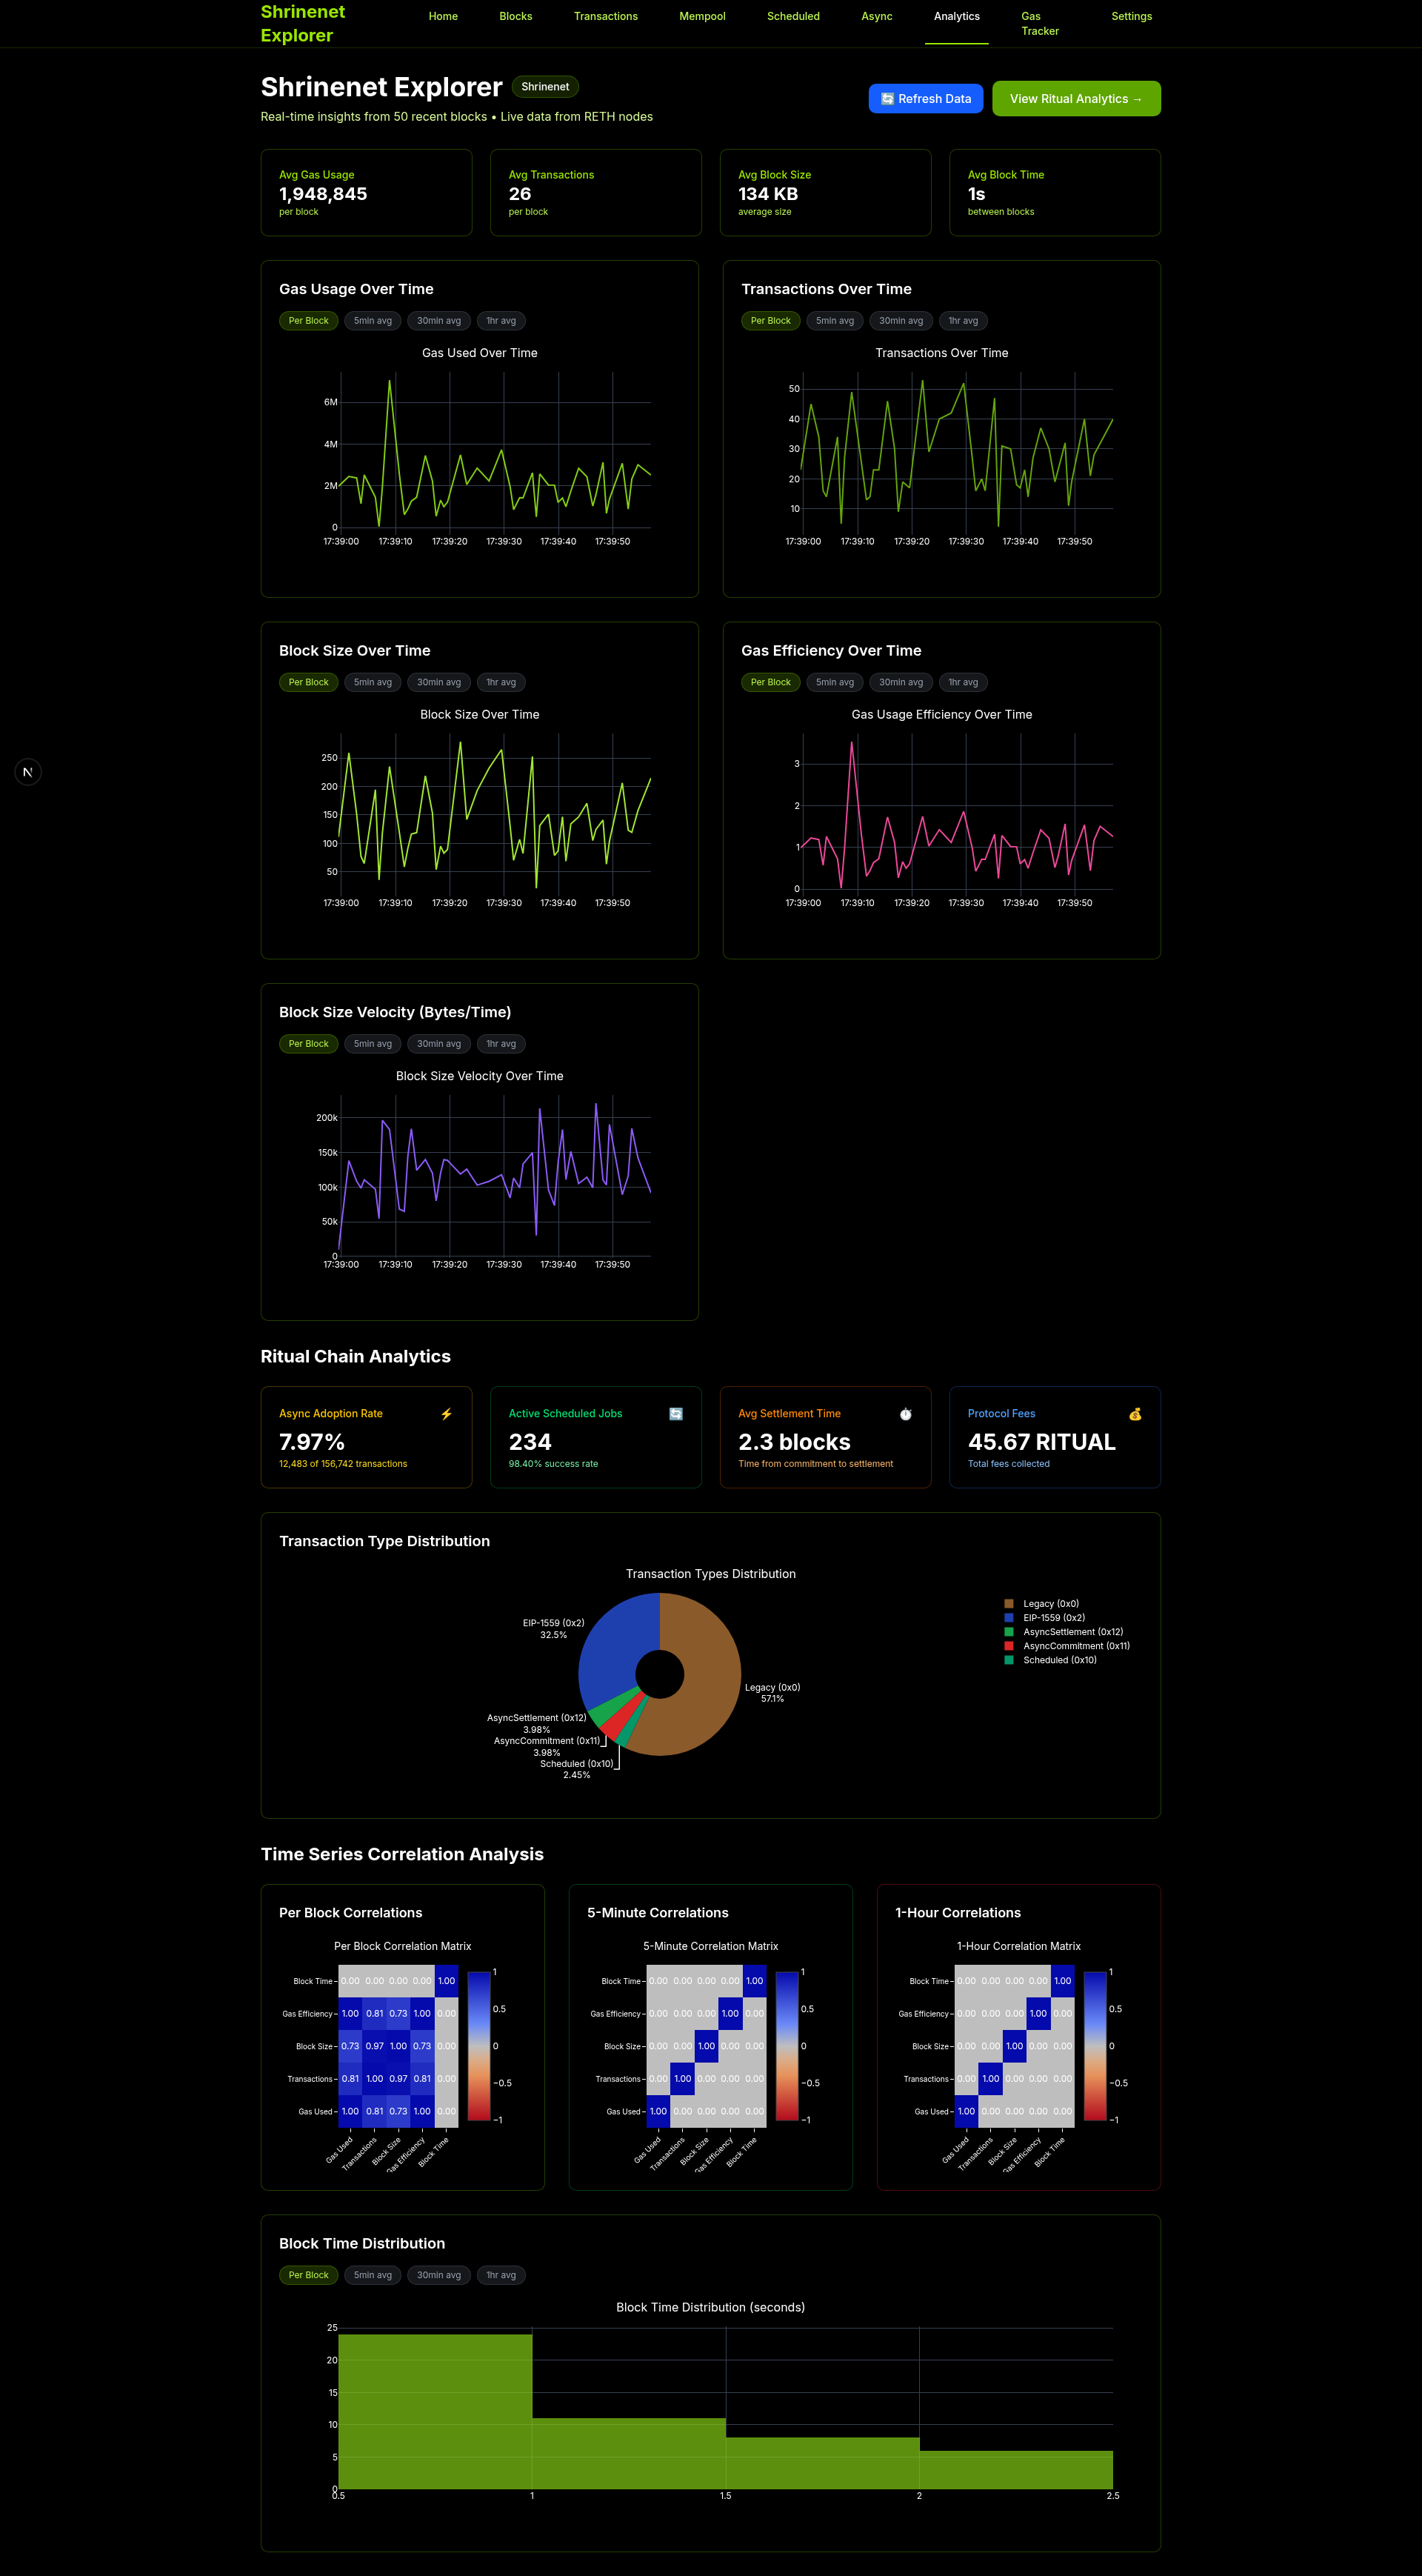 Shrinenet
Explorer
Home
Blocks
Transactions
Mempool
Scheduled
Async
Analytics
Gas
Tracker
Settings
Shrinenet Explorer
Shrinenet
Real-time insights from 50 recent blocks • Live data from RETH nodes
🔄 Refresh Data
View Ritual Analytics →
Avg Gas Usage
1,948,845
per block
Avg Transactions
26
per block
Avg Block Size
134 KB
average size
Avg Block Time
1s
between blocks
Gas Usage Over Time
Per Block 5min avg 30min avg 1hr avg
Gas Used Over Time
6M
4M
2M
0
17:39:00 17:39:10 17:39:20 17:39:30 17:39:40 17:39:50
Transactions Over Time
Per Block 5min avg 30min avg 1hr avg
Transactions Over Time
50
40
30
20
10
17:39:00 17:39:10 17:39:20 17:39:30 17:39:40 17:39:50
Block Size Over Time
Per Block 5min avg 30min avg 1hr avg
Block Size Over Time
250
200
150
100
50
17:39:00 17:39:10 17:39:20 17:39:30 17:39:40 17:39:50
Gas Efficiency Over Time
Per Block 5min avg 30min avg 1hr avg
Gas Usage Efficiency Over Time
3
2
1
0
17:39:00 17:39:10 17:39:20 17:39:30 17:39:40 17:39:50
N
Block Size Velocity (Bytes/Time)
Per Block 5min avg 30min avg 1hr avg
Block Size Velocity Over Time
200k
150k
100k
50k
0
17:39:00 17:39:10 17:39:20 17:39:30 17:39:40 17:39:50
Ritual Chain Analytics
Async Adoption Rate ⚡
7.97%
12,483 of 156,742 transactions
Active Scheduled Jobs 🔄
234
98.40% success rate
Avg Settlement Time ⏱️
2.3 blocks
Time from commitment to settlement
Protocol Fees 💰
45.67 RITUAL
Total fees collected
Transaction Type Distribution
Transaction Types Distribution
EIP-1559 (0x2)
32.5%
Legacy (0x0)
57.1%
AsyncSettlement (0x12)
3.98%
AsyncCommitment (0x11)
3.98%
Scheduled (0x10)
2.45%
Legacy (0x0)
EIP-1559 (0x2)
AsyncSettlement (0x12)
AsyncCommitment (0x11)
Scheduled (0x10)
Time Series Correlation Analysis
Per Block Correlations
Per Block Correlation Matrix
Block Time 0.00 0.00 0.00 0.00 1.00
Gas Efficiency 1.00 0.81 0.73 1.00 0.00
Block Size 0.73 0.97 1.00 0.73 0.00
Transactions 0.81 1.00 0.97 0.81 0.00
Gas Used 1.00 0.81 0.73 1.00 0.00
Gas Used Transactions Block Size Gas Efficiency Block Time
1
0.5
0
−0.5
−1
5-Minute Correlations
5-Minute Correlation Matrix
Block Time 0.00 0.00 0.00 0.00 1.00
Gas Efficiency 0.00 0.00 0.00 1.00 0.00
Block Size 0.00 0.00 1.00 0.00 0.00
Transactions 0.00 1.00 0.00 0.00 0.00
Gas Used 1.00 0.00 0.00 0.00 0.00
Gas Used Transactions Block Size Gas Efficiency Block Time
1
0.5
0
−0.5
−1
1-Hour Correlations
1-Hour Correlation Matrix
Block Time 0.00 0.00 0.00 0.00 1.00
Gas Efficiency 0.00 0.00 0.00 1.00 0.00
Block Size 0.00 0.00 1.00 0.00 0.00
Transactions 0.00 1.00 0.00 0.00 0.00
Gas Used 1.00 0.00 0.00 0.00 0.00
Gas Used Transactions Block Size Gas Efficiency Block Time
1
0.5
0
−0.5
−1
Block Time Distribution
Per Block 5min avg 30min avg 1hr avg
Block Time Distribution (seconds)
25
20
15
10
5
0
0.5 1 1.5 2 2.5